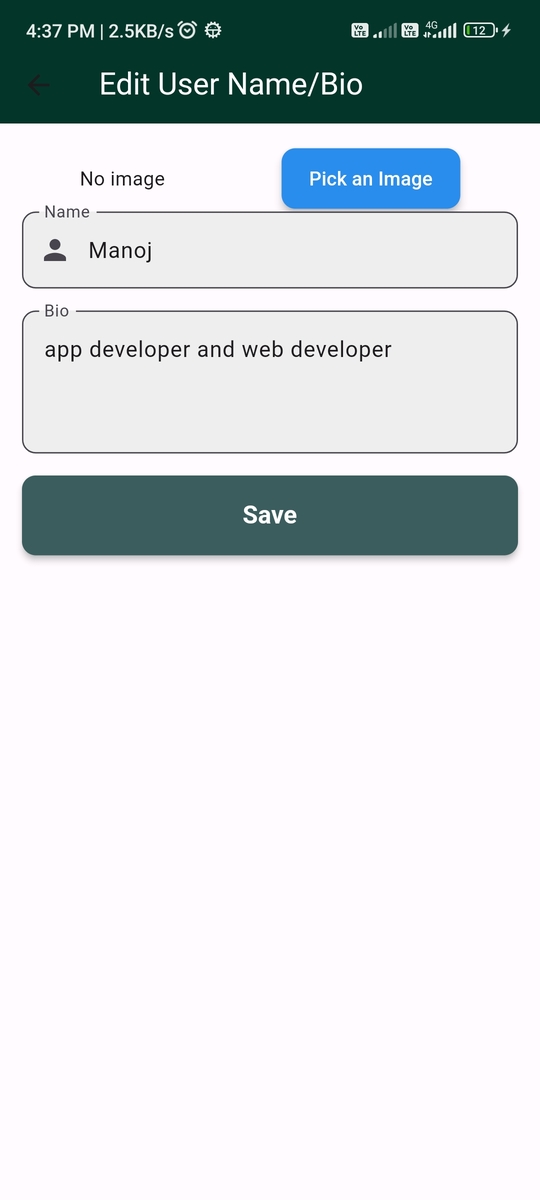 4:37 PM | 2.5KB/s Vo LTE Vo LTE 4G 12
Edit User Name/Bio
No image Pick an Image
Name
Manoj
Bio
app developer and web developer
Save